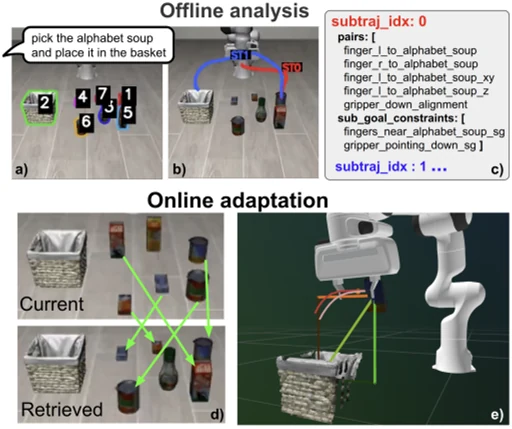 Offline analysis
pick the alphabet soup
and place it in the basket
2
4
7
1
3
5
6
a)
ST1
ST0
b)
subtraj_idx: 0
pairs: [
finger_l_to_alphabet_soup
finger_r_to_alphabet_soup
finger_l_to_alphabet_soup_xy
finger_l_to_alphabet_soup_z
gripper_down_alignment
sub_goal_constraints: [
fingers_near_alphabet_soup_sg
gripper_pointing_down_sg ]
subtraj_idx : 1 ...
c)
Online adaptation
Current
Retrieved
d)
e)